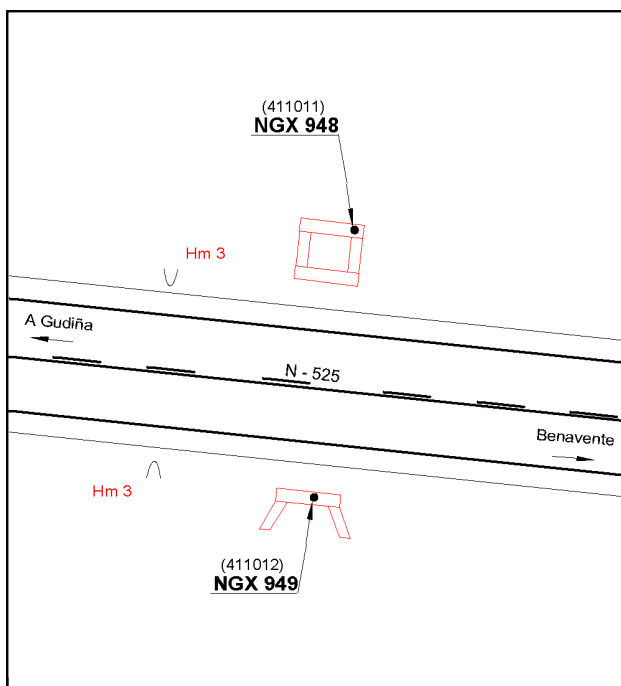 (411011)
NGX 948
Hm 3
A Gudiña
N - 525
Benavente
Hm 3
(411012)
NGX 949